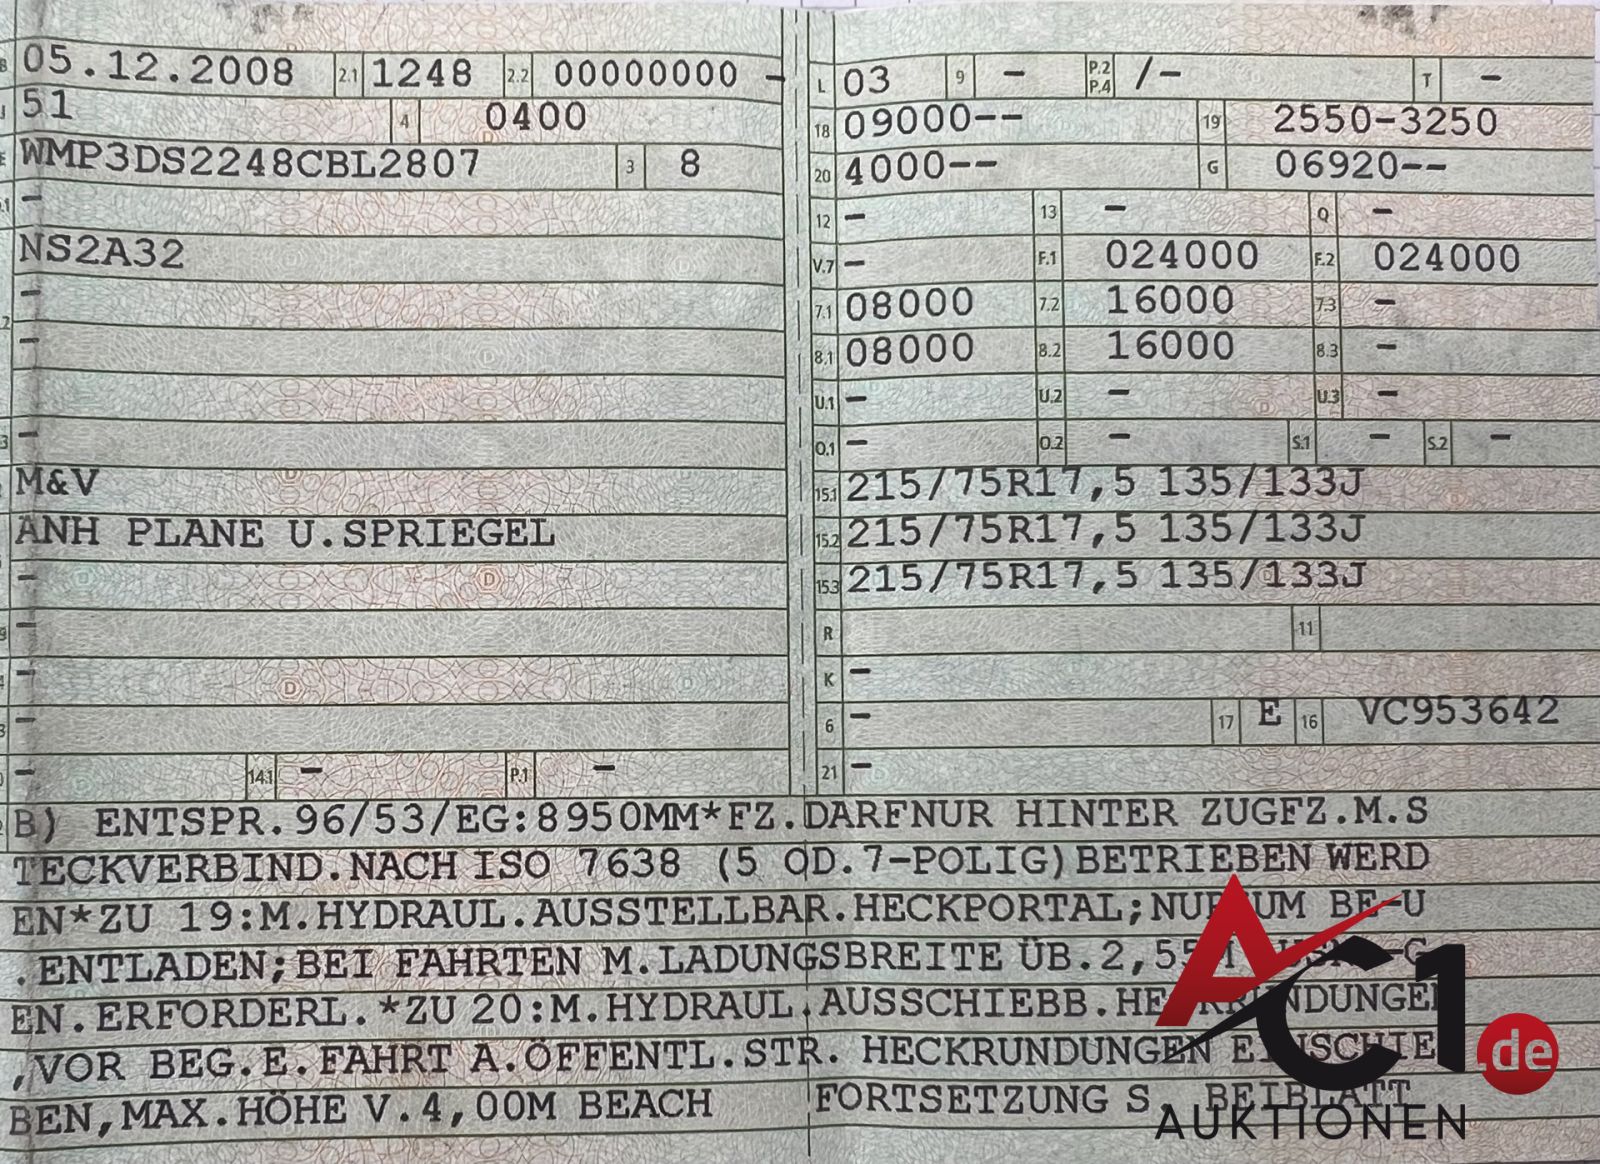 05.12.2008 2.1 1248 2.2 00000000 -
51 4 0400
WMP3DS2248CBL2807 3 8
-
NS2A32
-
-
-
M&V
ANH PLANE U.SPRIEGEL
-
-
-
-
- 14.1 - P.1 -
L 03 9 - P.2 P.4 /- T -
18 09000-- 19 2550-3250
20 4000-- G 06920--
12 - 13 - Q -
V.7 - F.1 024000 F.2 024000
7.1 08000 7.2 16000 7.3 -
8.1 08000 8.2 16000 8.3 -
U.1 - U.2 - U.3 -
O.1 - O.2 - S.1 - S.2 -
15.1 215/75R17,5 135/133J
15.2 215/75R17,5 135/133J
15.3 215/75R17,5 135/133J
R 11
K -
6 - 17 E 16 VC953642
21 -
B) ENTSPR.96/53/EG:8950MM*FZ.DARFNUR HINTER ZUGFZ.M.S
TECKVERBIND.NACH ISO 7638 (5 OD.7-POLIG)BETRIEBEN WERD
EN*ZU 19:M.HYDRAUL.AUSSTELLBAR.HECKPORTAL;NUR ZUM BE-U
.ENTLADEN;BEI FAHRTEN M.LADUNGSBREITE ÜB.2,55M
EN.ERFORDERL.*ZU 20:M.HYDRAUL.AUSSCHIEBB.HECKRUNDUNGEN
,VOR BEG.E.FAHRT A.ÖFFENTL.STR. HECKRUNDUNGEN EINSCHIE
BEN,MAX.HÖHE V.4,00M BEACH FORTSETZUNG S. BEIBLATT
AC1.de
AUKTIONEN